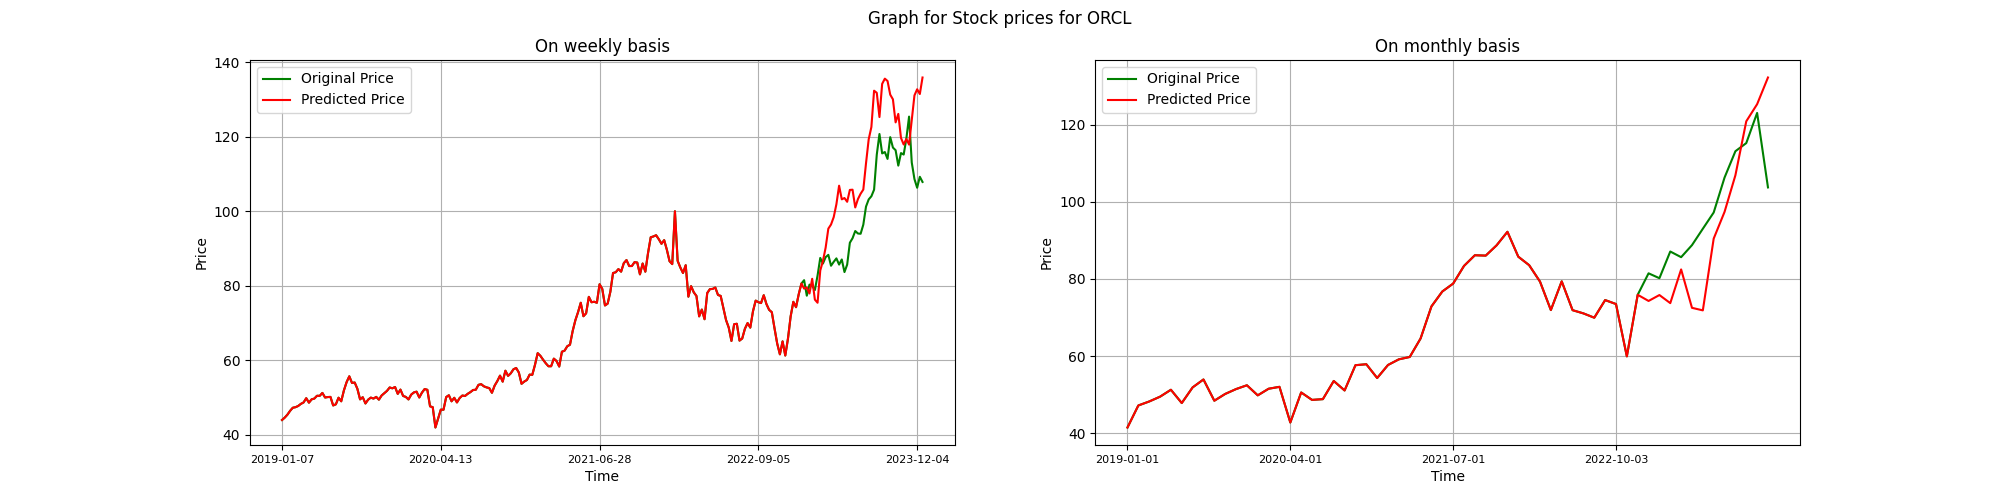 Graph for Stock prices for ORCL
On weekly basis
Original Price
Predicted Price
140
120
100
80
60
40
Price
2019-01-07 2020-04-13 2021-06-28 2022-09-05 2023-12-04
Time
On monthly basis
Original Price
Predicted Price
120
100
80
60
40
Price
2019-01-01 2020-04-01 2021-07-01 2022-10-03
Time